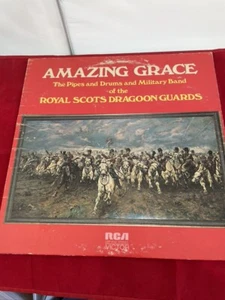 AMAZING GRACE
The Pipes and Drums and Military Band
of the
ROYAL SCOTS DRAGOON GUARDS
RCA